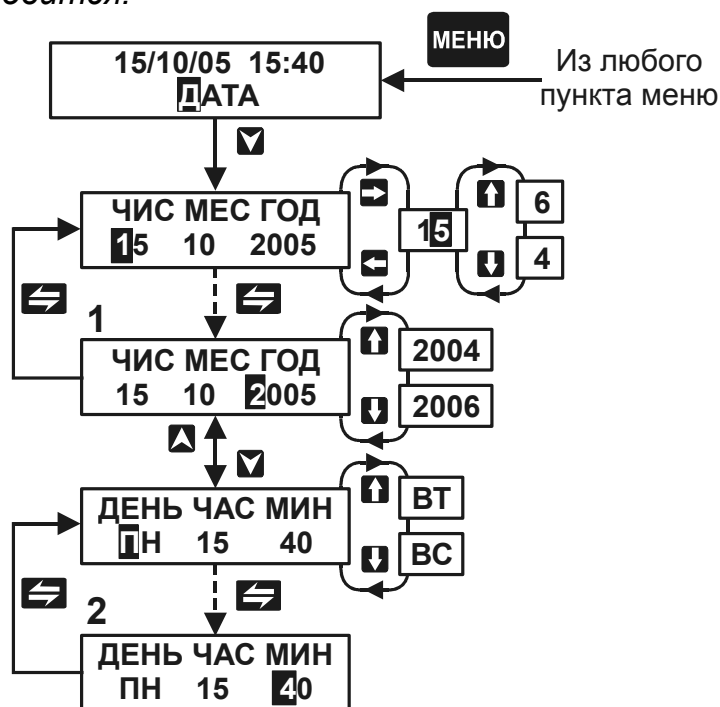 МЕНЮ
15/10/05 15:40
ДАТА
Из любого
пункта меню
ЧИС МЕС ГОД
15 10 2005
15
6
4
1
ЧИС МЕС ГОД
15 10 2005
2004
2006
ДЕНЬ ЧАС МИН
ПН 15 40
ВТ
ВС
2
ДЕНЬ ЧАС МИН
ПН 15 40